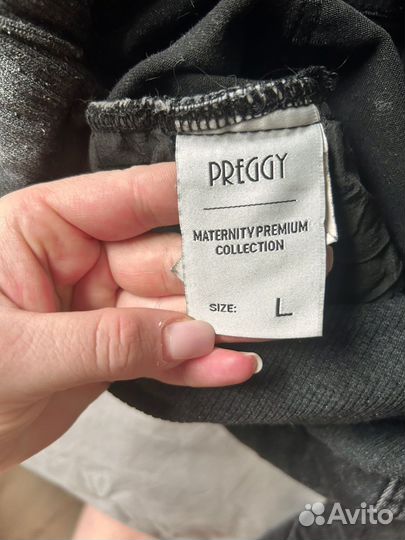 PREGGY
MATERNITY PREMIUM
COLLECTION
SIZE: L
Avito